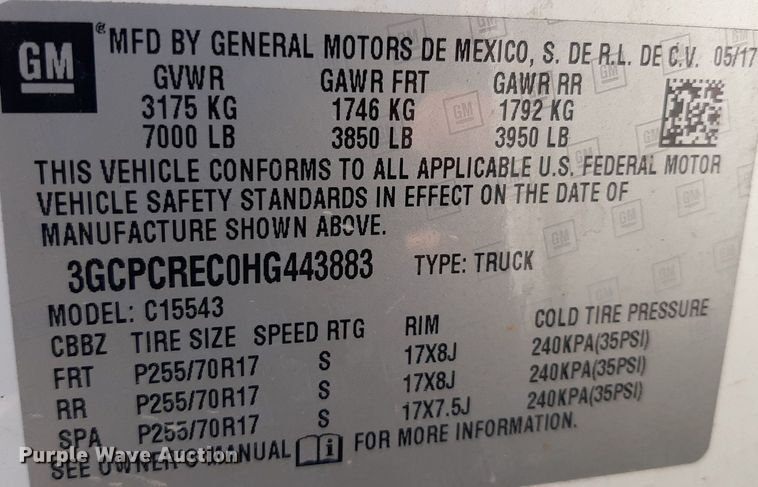 GM ® MFD BY GENERAL MOTORS DE MEXICO, S. DE R.L. DE C.V. 05/17
GVWR GAWR FRT GAWR RR
3175 KG 1746 KG 1792 KG
7000 LB 3850 LB 3950 LB
THIS VEHICLE CONFORMS TO ALL APPLICABLE U.S. FEDERAL MOTOR
VEHICLE SAFETY STANDARDS IN EFFECT ON THE DATE OF
MANUFACTURE SHOWN ABOVE.
3GCPCREC0HG443883 TYPE: TRUCK
MODEL: C15543
CBBZ TIRE SIZE SPEED RTG RIM COLD TIRE PRESSURE
FRT P255/70R17 S 17X8J 240KPA(35PSI)
RR P255/70R17 S 17X8J 240KPA(35PSI)
SPA P255/70R17 S 17X7.5J 240KPA(35PSI)
SEE OWNER'S MANUAL i FOR MORE INFORMATION.
Purple Wave Auction